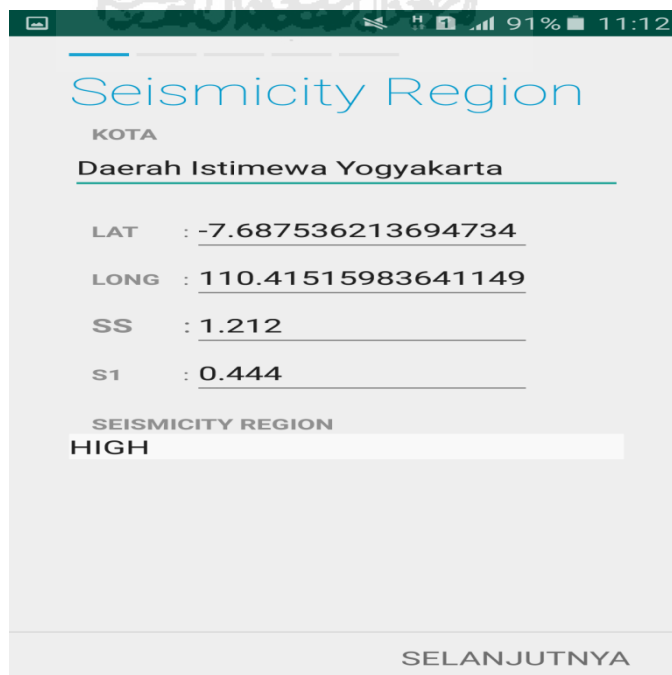 H 1 91% 11:12
Seismicity Region
KOTA
Daerah Istimewa Yogyakarta
LAT : -7.687536213694734
LONG : 110.41515983641149
SS : 1.212
S1 : 0.444
SEISMICITY REGION
HIGH
SELANJUTNYA